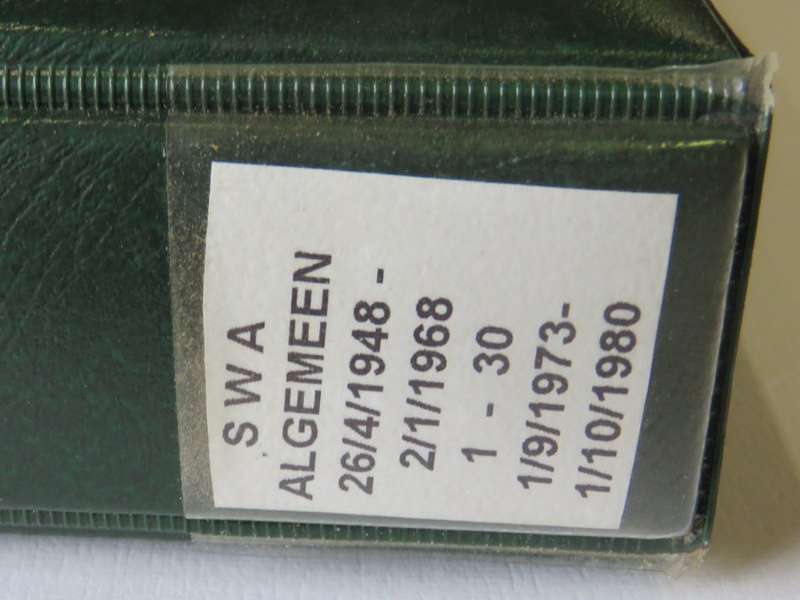 S W A
ALGEMEEN
26/4/1948 -
2/1/1968
1 - 30
1/9/1973-
1/10/1980